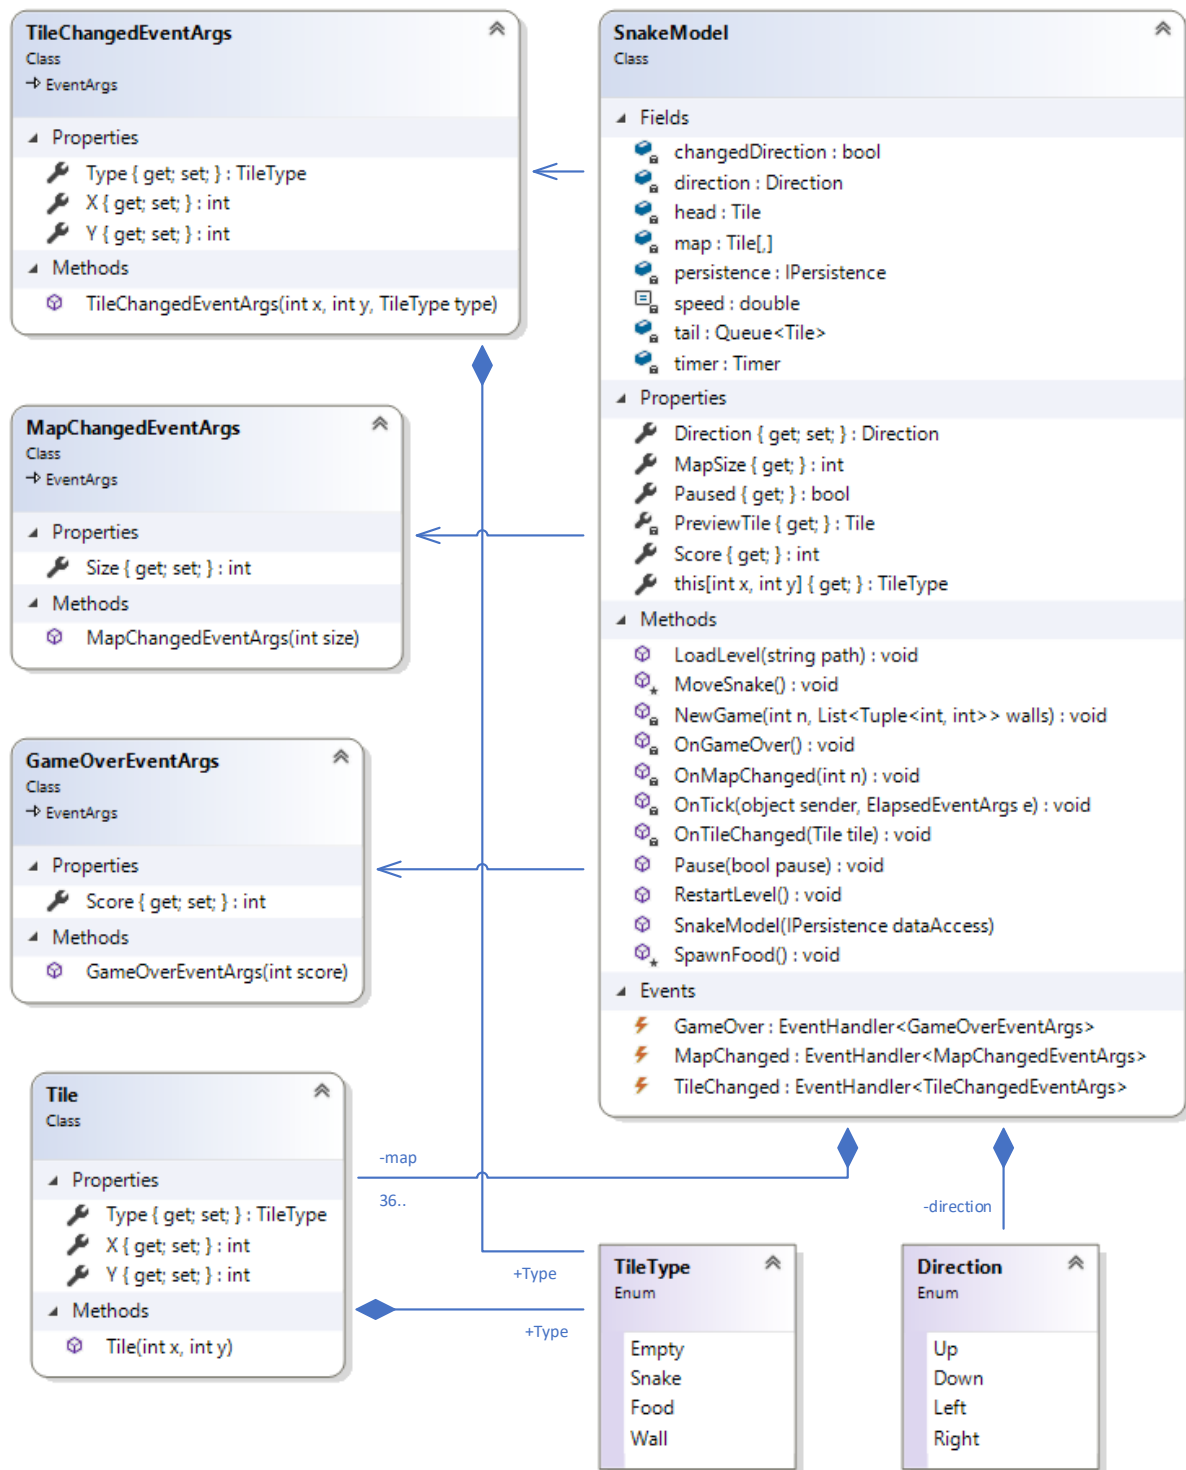 TileChangedEventArgs
Class
EventArgs
Properties
Type { get; set; } : TileType
X { get; set; } : int
Y { get; set; } : int
Methods
TileChangedEventArgs(int x, int y, TileType type)
MapChangedEventArgs
Class
EventArgs
Properties
Size { get; set; } : int
Methods
MapChangedEventArgs(int size)
GameOverEventArgs
Class
EventArgs
Properties
Score { get; set; } : int
Methods
GameOverEventArgs(int score)
Tile
Class
Properties
Type { get; set; } : TileType
X { get; set; } : int
Y { get; set; } : int
Methods
Tile(int x, int y)
SnakeModel
Class
Fields
changedDirection : bool
direction : Direction
head : Tile
map : Tile[,]
persistence : IPersistence
speed : double
tail : Queue<Tile>
timer : Timer
Properties
Direction { get; set; } : Direction
MapSize { get; } : int
Paused { get; } : bool
PreviewTile { get; } : Tile
Score { get; } : int
this[int x, int y] { get; } : TileType
Methods
LoadLevel(string path) : void
MoveSnake() : void
NewGame(int n, List<Tuple<int, int>> walls) : void
OnGameOver() : void
OnMapChanged(int n) : void
OnTick(object sender, ElapsedEventArgs e) : void
OnTileChanged(Tile tile) : void
Pause(bool pause) : void
RestartLevel() : void
SnakeModel(IPersistence dataAccess)
SpawnFood() : void
Events
GameOver : EventHandler<GameOverEventArgs>
MapChanged : EventHandler<MapChangedEventArgs>
TileChanged : EventHandler<TileChangedEventArgs>
-map
36..
-direction
+Type
+Type
TileType
Enum
Empty
Snake
Food
Wall
Direction
Enum
Up
Down
Left
Right